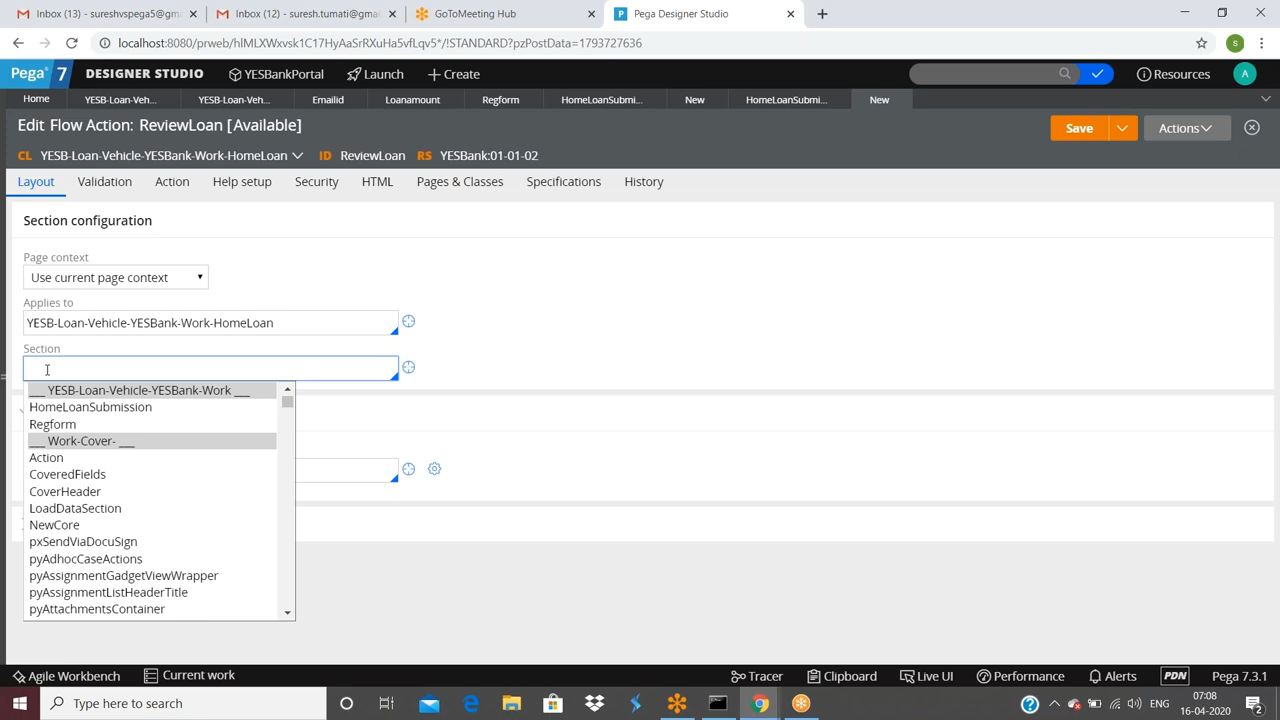 Inbox (13) - sureshvspega5@gm
Inbox (12) - suresh.tumati@gmai
GoToMeeting Hub
Pega Designer Studio
localhost:8080/prweb/hlMLXWxvsk1C17HyAaSrRXuHa5vfLqv5*/!STANDARD?pzPostData=1793727636
S
Pega 7 DESIGNER STUDIO YESBankPortal Launch Create Resources A
Home YESB-Loan-Veh... YESB-Loan-Veh... Emailid Loanamount Regform HomeLoanSubmi... New HomeLoanSubmi... New
Edit Flow Action: ReviewLoan [Available]
Save Actions
CL YESB-Loan-Vehicle-YESBank-Work-HomeLoan ID ReviewLoan RS YESBank:01-01-02
Layout Validation Action Help setup Security HTML Pages & Classes Specifications History
Section configuration
Page context
Use current page context
Applies to
YESB-Loan-Vehicle-YESBank-Work-HomeLoan
Section
___ YESB-Loan-Vehicle-YESBank-Work ___
HomeLoanSubmission
Regform
___ Work-Cover- ___
Action
CoveredFields
CoverHeader
LoadDataSection
NewCore
pxSendViaDocuSign
pyAdhocCaseActions
pyAssignmentGadgetViewWrapper
pyAssignmentListHeaderTitle
pyAttachmentsContainer
Agile Workbench Current work Tracer Clipboard Live UI Performance Alerts PDN Pega 7.3.1
Type here to search
ENG
07:08
16-04-2020
2